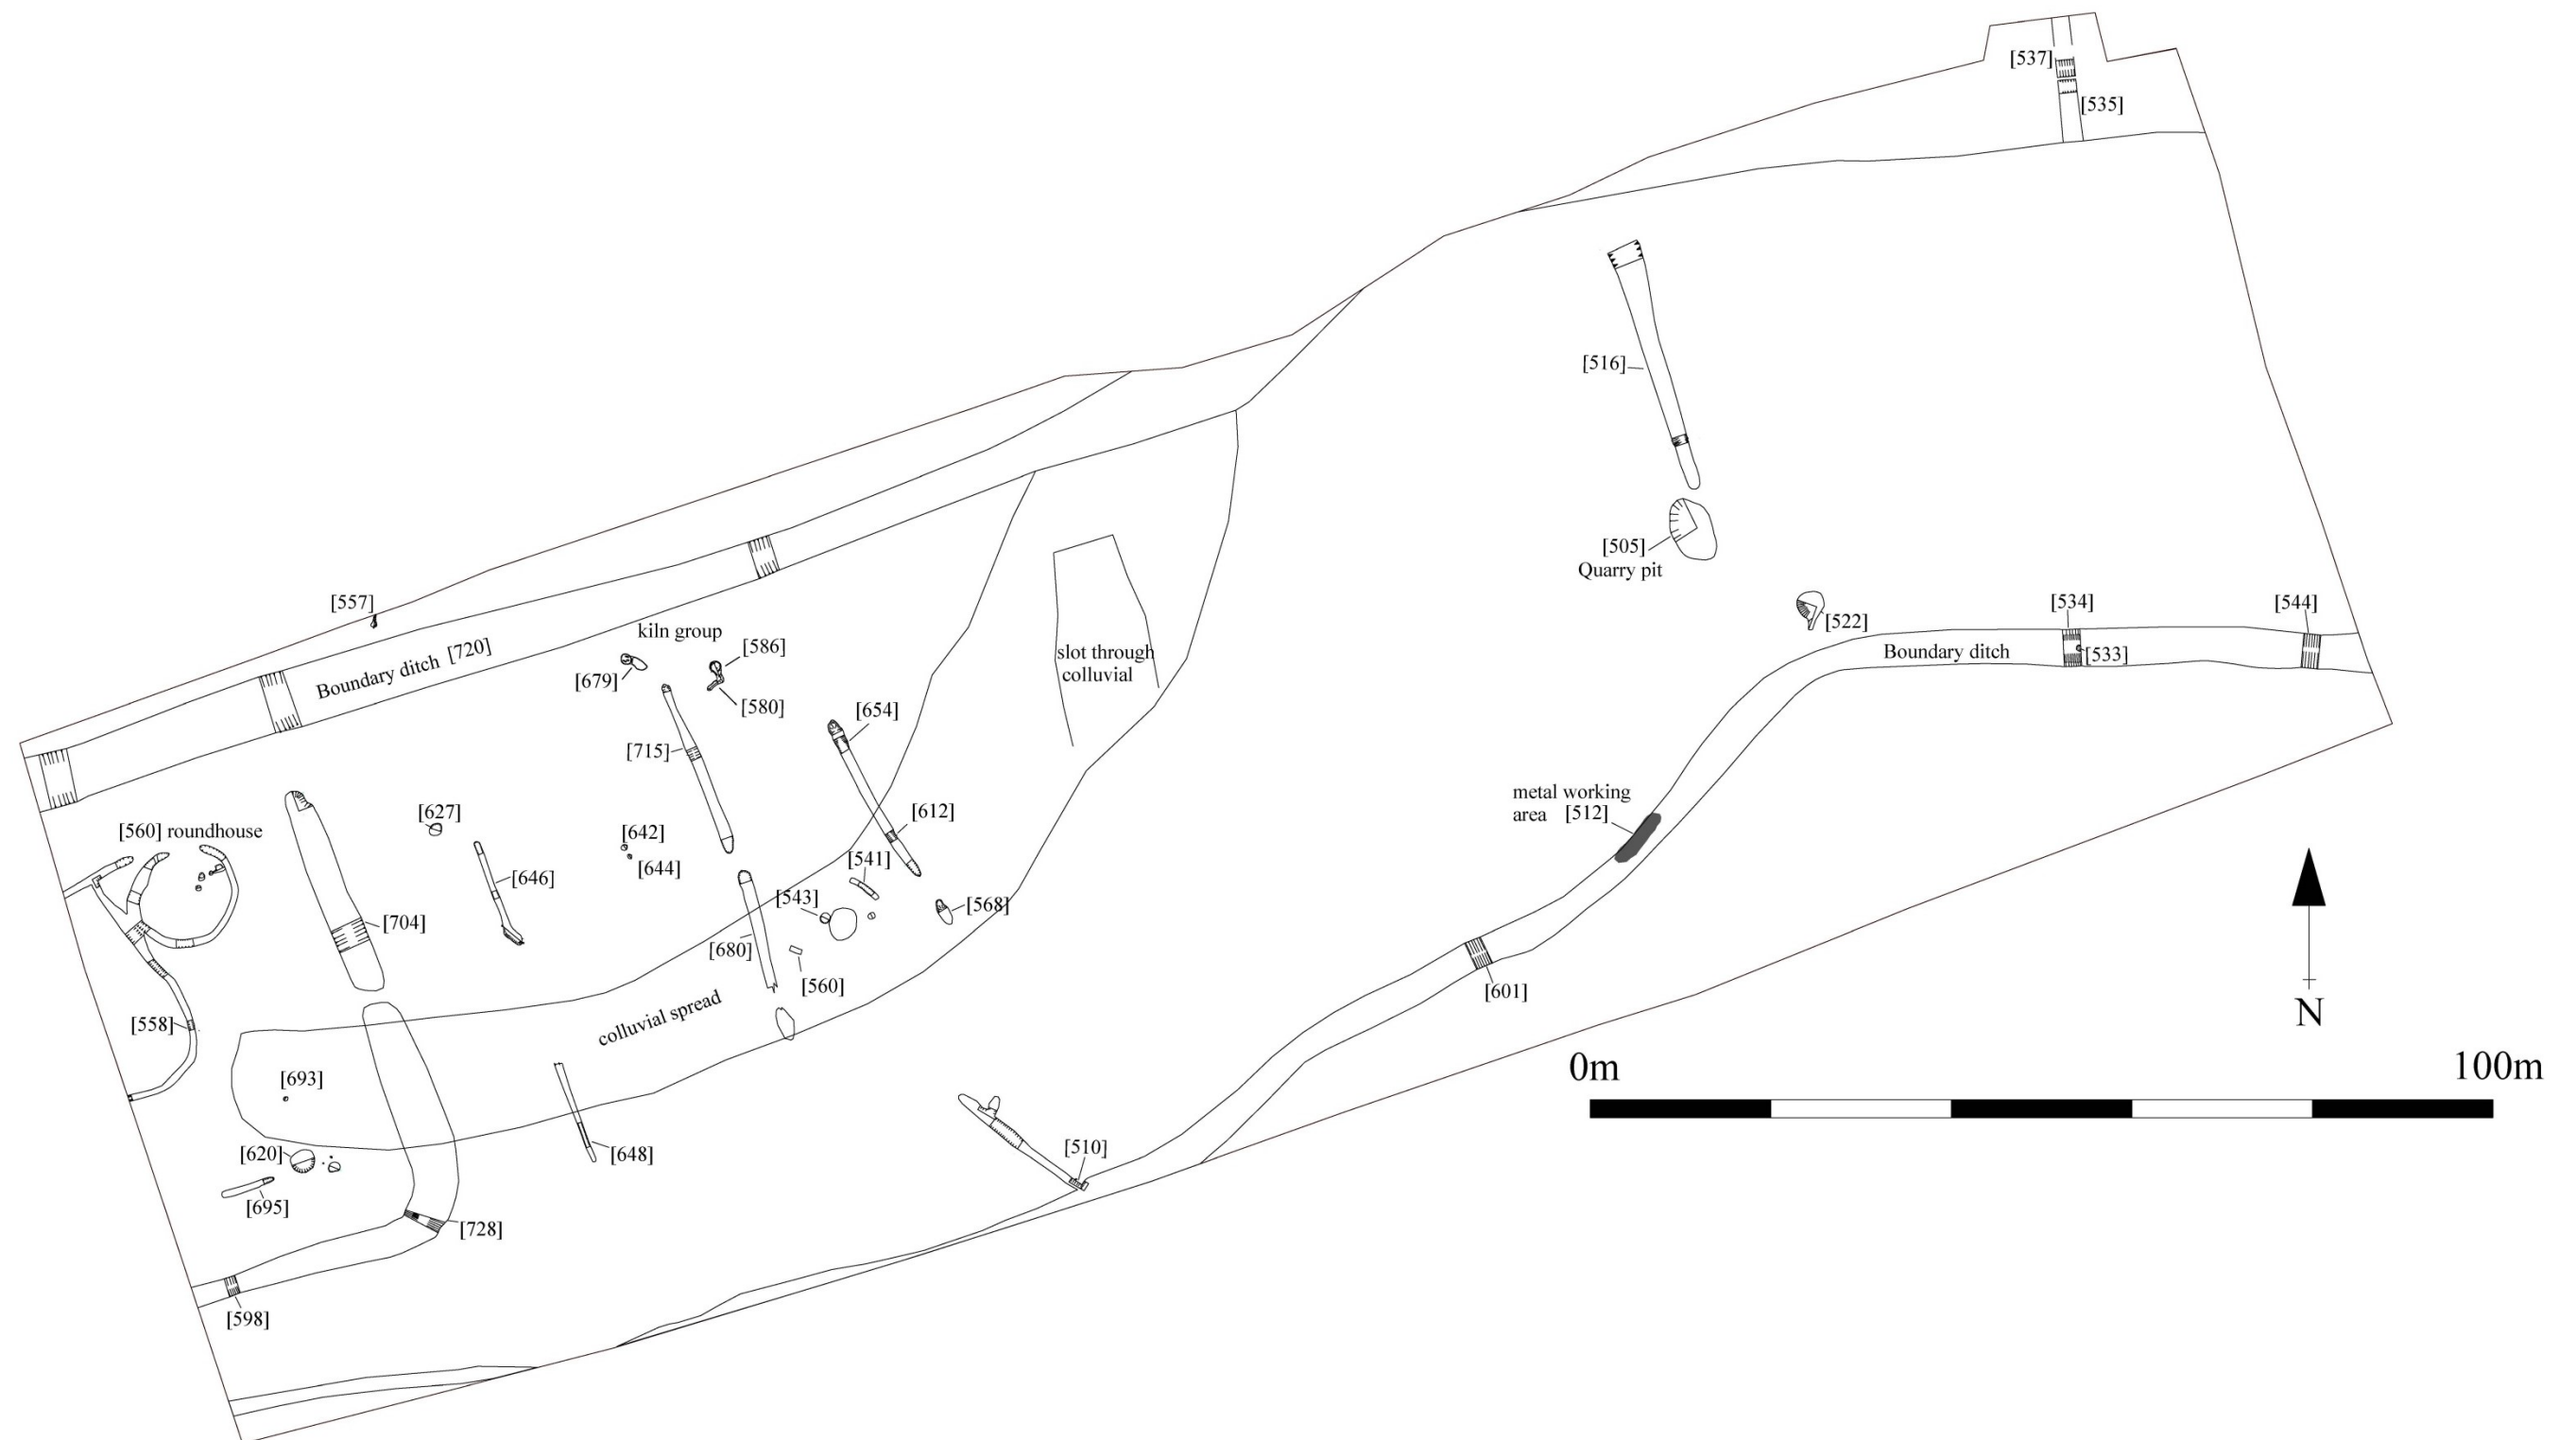 [537]
[535]
[516]
[505]
Quarry pit
[557]
kiln group
[586]
[679]
[580]
Boundary ditch [720]
slot through
colluvial
[522]
[534]
[544]
Boundary ditch
[533]
[654]
[715]
metal working
area [512]
[627]
[560] roundhouse
[642]
[644]
[612]
[541]
[646]
[543]
[568]
[704]
[680]
[560]
[601]
[558]
colluvial spread
N
0m
100m
[693]
[620]
[648]
[510]
[695]
[728]
[598]